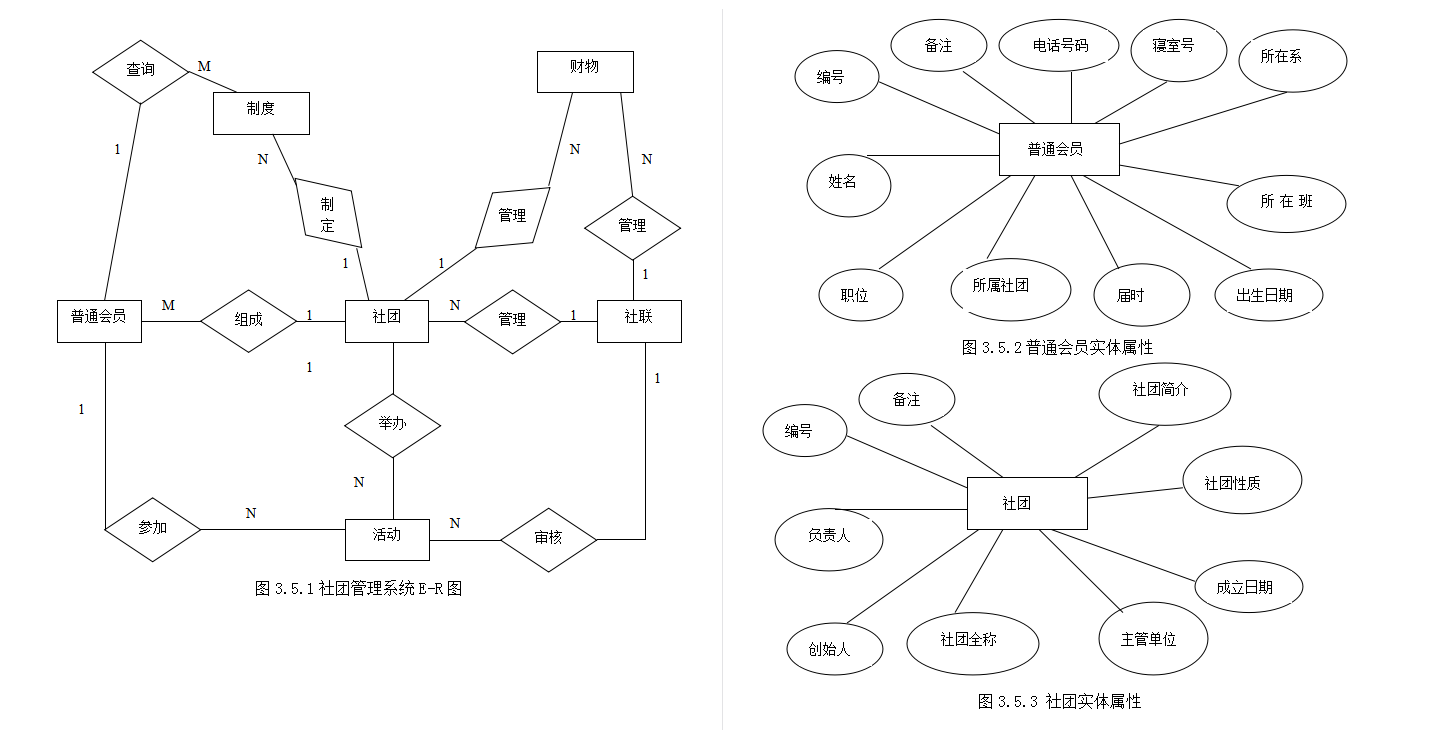 查询
M
制度
财物
1
N
N
N
制
定
管理
管理
1
1
1
普通会员
M
组成
1
社团
N
管理
1
社联
1
1
1
举办
N
参加
N
活动
N
审核
图 3.5.1 社团管理系统 E-R 图
备注
电话号码
寝室号
所在系
编号
普通会员
姓名
所 在 班
职位
所属社团
届时
出生日期
图 3.5.2 普通会员实体属性
备注
社团简介
编号
社团性质
社团
负责人
成立日期
创始人
社团全称
主管单位
图 3.5.3 社团实体属性